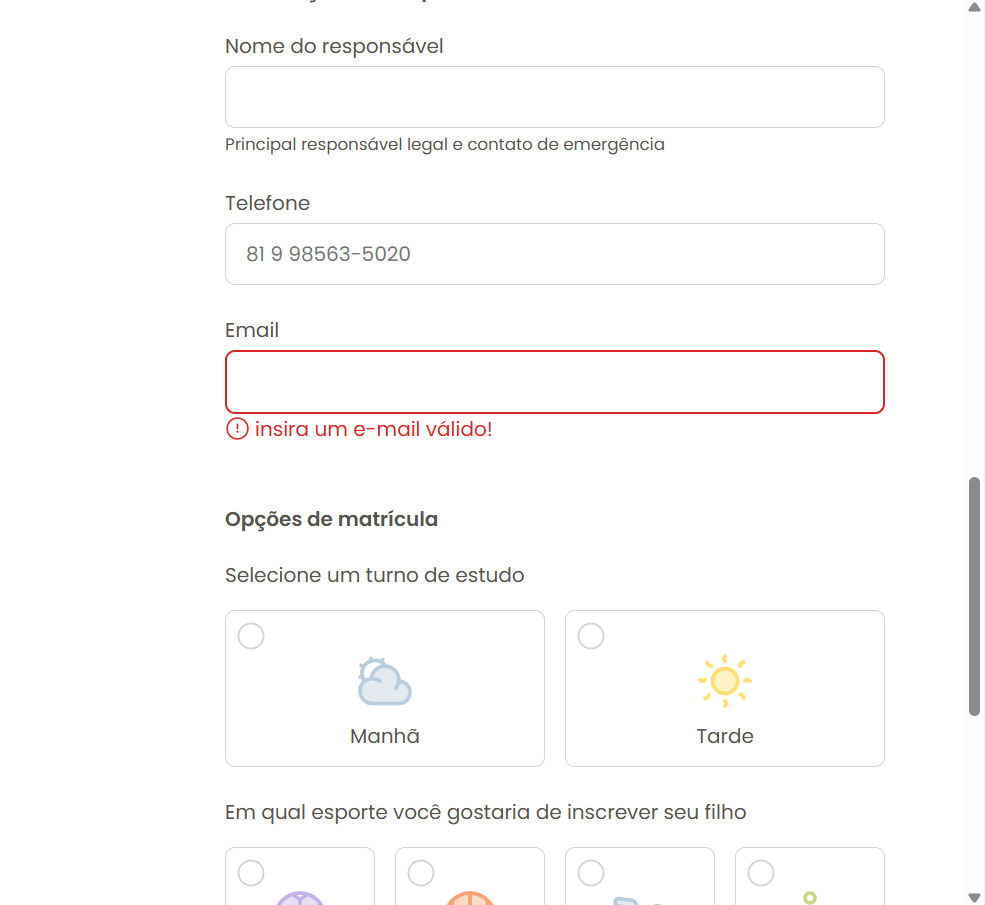 Nome do responsável
Principal responsável legal e contato de emergência
Telefone
81 9 98563-5020
Email
insira um e-mail válido!
Opções de matrícula
Selecione um turno de estudo
Manhã
Tarde
Em qual esporte você gostaria de inscrever seu filho